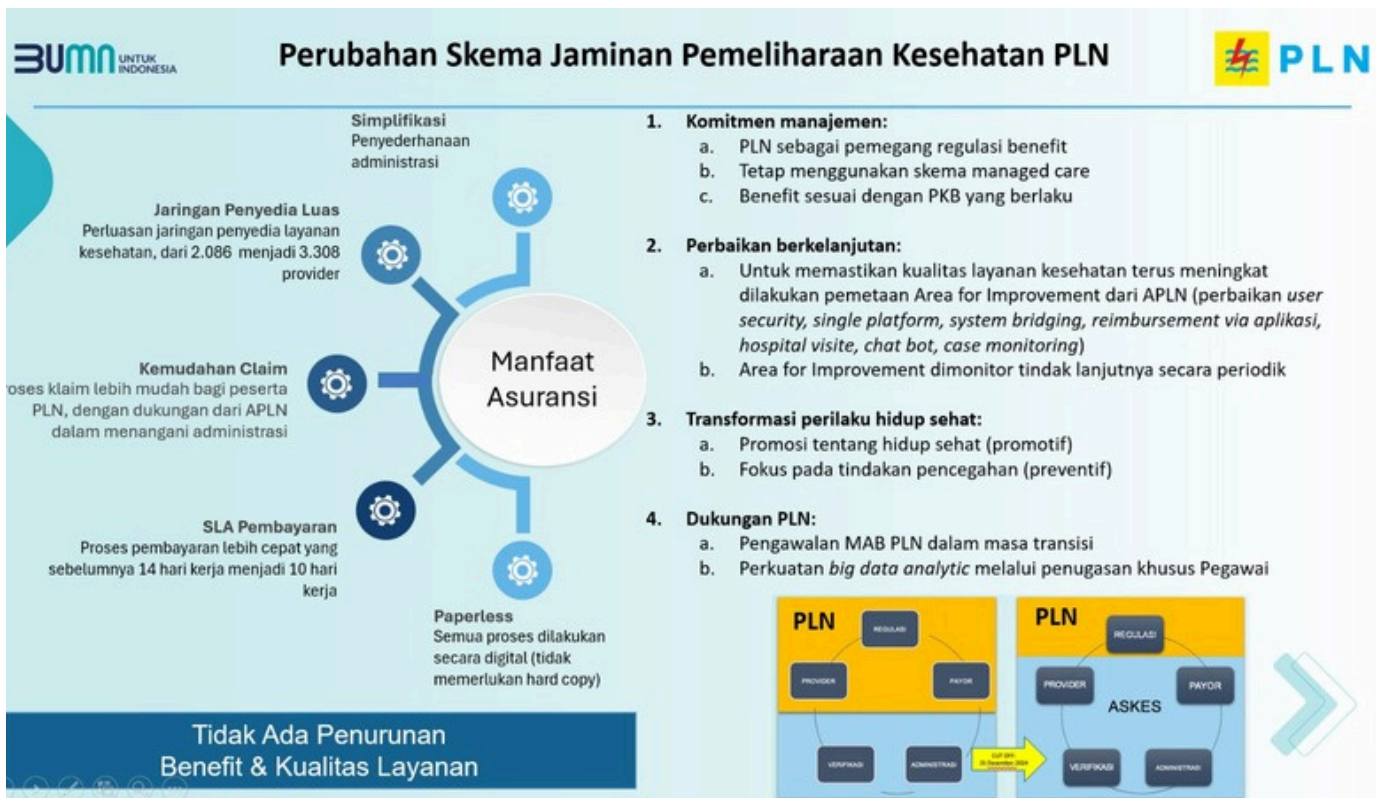 BUMN UNTUK
INDONESIA
Perubahan Skema Jaminan Pemeliharaan Kesehatan PLN
PLN
Simplifikasi
Penyederhanaan
administrasi
Jaringan Penyedia Luas
Perluasan jaringan penyedia layanan
kesehatan, dari 2.086 menjadi 3.308
provider
Kemudahan Claim
roses klaim lebih mudah bagi peserta
PLN, dengan dukungan dari APLN
dalam menangani administrasi
SLA Pembayaran
Proses pembayaran lebih cepat yang
sebelumnya 14 hari kerja menjadi 10 hari
kerja
Paperless
Semua proses dilakukan
secara digital (tidak
memerlukan hard copy)
Manfaat
Asuransi
Tidak Ada Penurunan
Benefit & Kualitas Layanan
1. Komitmen manajemen:
a. PLN sebagai pemegang regulasi benefit
b. Tetap menggunakan skema managed care
c. Benefit sesuai dengan PKB yang berlaku
2. Perbaikan berkelanjutan:
a. Untuk memastikan kualitas layanan kesehatan terus meningkat
dilakukan pemetaan Area for Improvement dari APLN (perbaikan user
security, single platform, system bridging, reimbursement via aplikasi,
hospital visite, chat bot, case monitoring)
b. Area for Improvement dimonitor tindak lanjutnya secara periodik
3. Transformasi perilaku hidup sehat:
a. Promosi tentang hidup sehat (promotif)
b. Fokus pada tindakan pencegahan (preventif)
4. Dukungan PLN:
a. Pengawalan MAB PLN dalam masa transisi
b. Perkuatan big data analytic melalui penugasan khusus Pegawai
PLN
REGULASI
PROVIDER
PAYOR
VERIFIKASI
ADMINISTRASI
CUT OFF
31 Desember 2024
PLN
REGULASI
PROVIDER
PAYOR
ASKES
VERIFIKASI
ADMINISTRASI